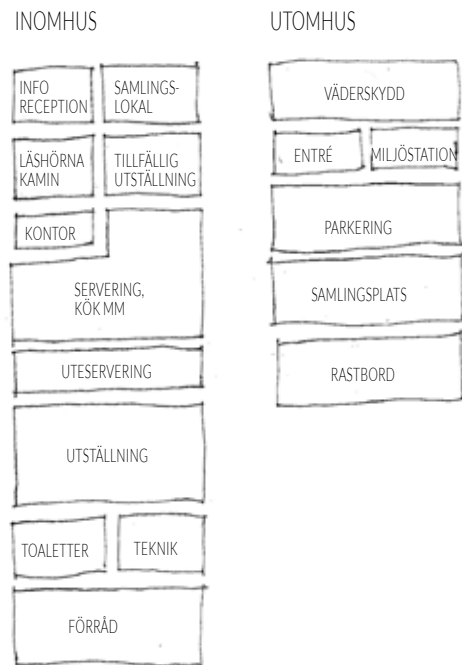 INOMHUS
INFO
RECEPTION
SAMLINGS-
LOKAL
LÄSHÖRNA
KAMIN
TILLFÄLLIG
UTSTÄLLNING
KONTOR
SERVERING,
KÖK MM
UTESERVERING
UTSTÄLLNING
TOALETTER
TEKNIK
FÖRRÅD
UTOMHUS
VÄDERSKYDD
ENTRÉ
MILJÖSTATION
PARKERING
SAMLINGSPLATS
RASTBORD